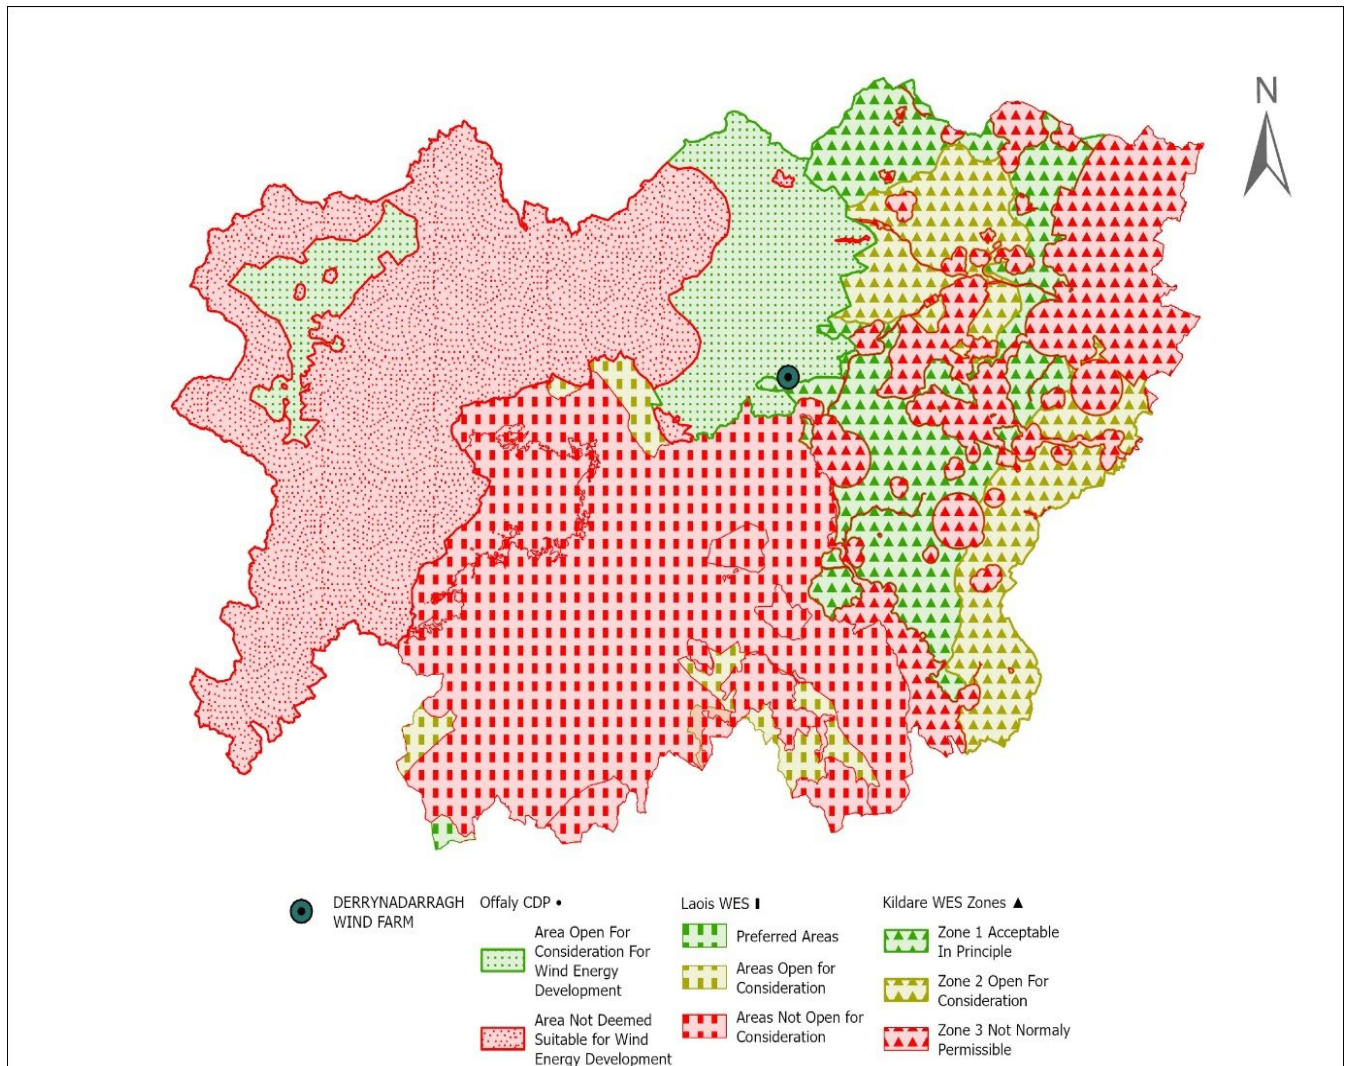 N
DERRYNADARRAGH
WIND FARM
Offaly CDP
Area Open For
Consideration For
Wind Energy
Development
Area Not Deemed
Suitable for Wind
Energy Development
Laois WES
Preferred Areas
Areas Open for
Consideration
Areas Not Open for
Consideration
Kildare WES Zones
Zone 1 Acceptable
In Principle
Zone 2 Open For
Consideration
Zone 3 Not Normaly
Permissible